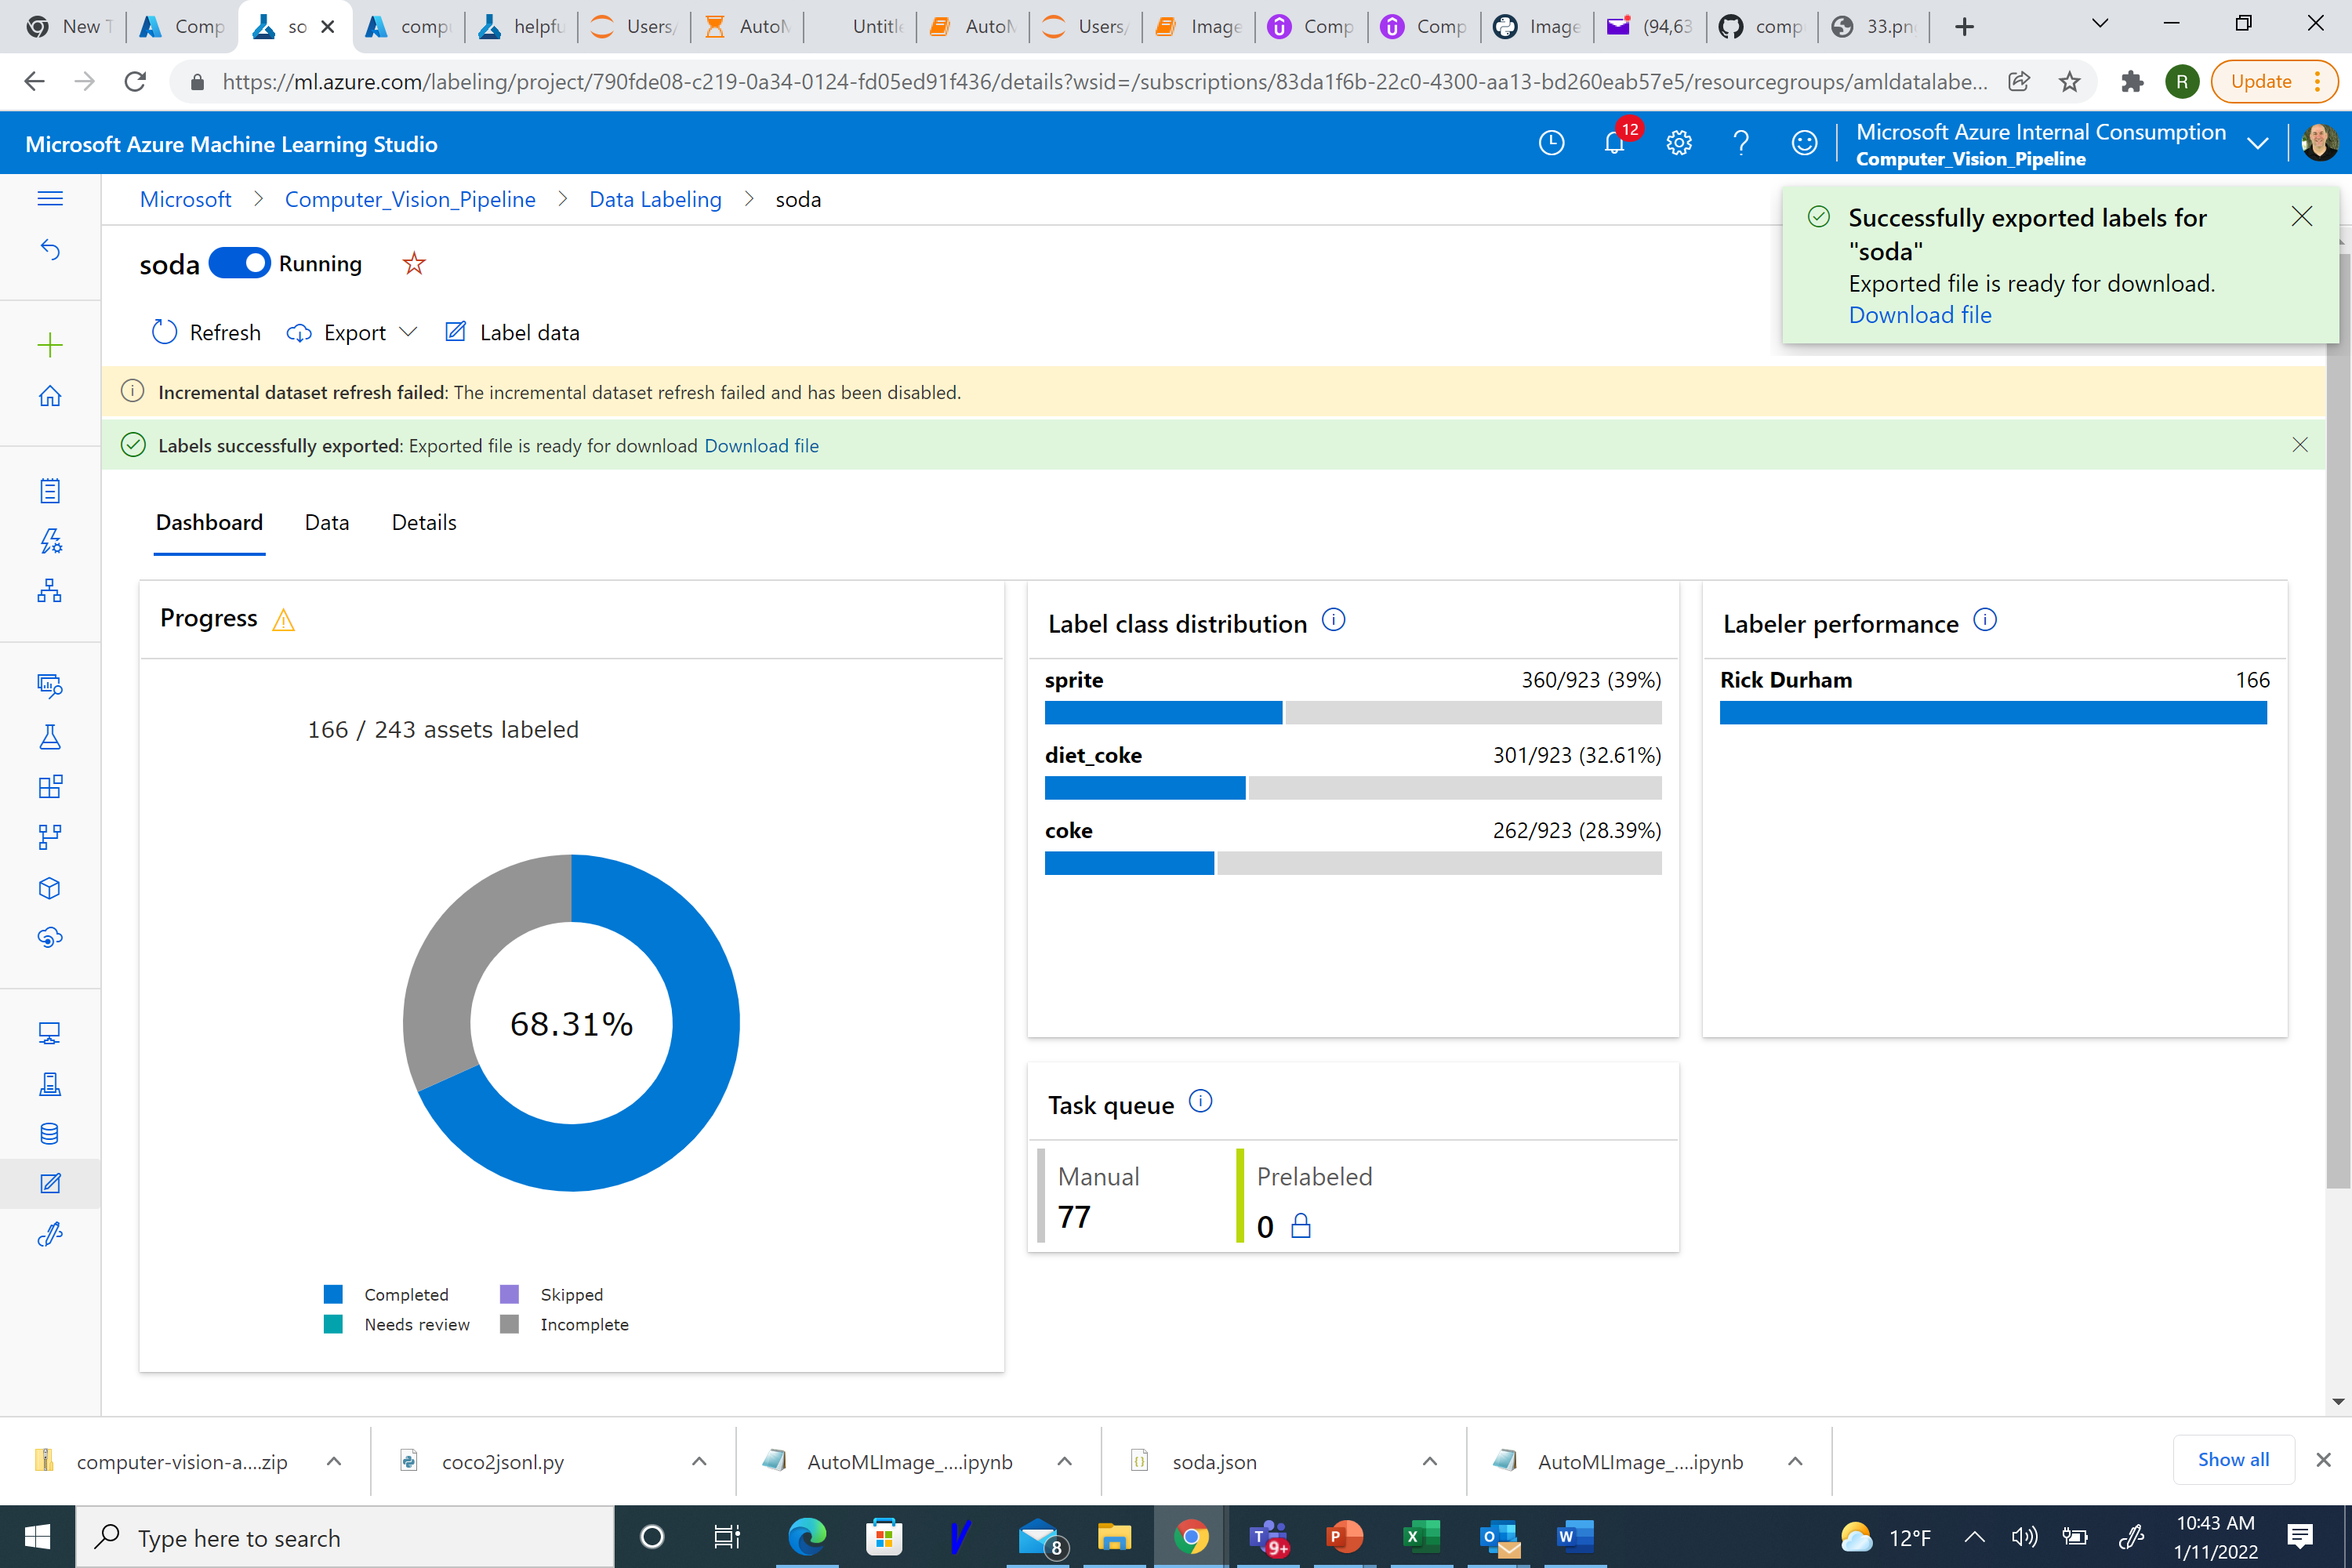 New T
Comp
so
comp
helpfu
Users/
AutoM
Untitle
AutoM
Users/
Image
Comp
Comp
Image
(94,63
comp
33.pn
https://ml.azure.com/labeling/project/790fde08-c219-0a34-0124-fd05ed91f436/details?wsid=/subscriptions/83da1f6b-22c0-4300-aa13-bd260eab57e5/resourcegroups/amldatalabe...
R
Update
Microsoft Azure Machine Learning Studio
12
Microsoft Azure Internal Consumption
Computer_Vision_Pipeline
Microsoft > Computer_Vision_Pipeline > Data Labeling > soda
Successfully exported labels for
"soda"
Exported file is ready for download.
Download file
soda Running
Refresh Export Label data
Incremental dataset refresh failed: The incremental dataset refresh failed and has been disabled.
Labels successfully exported: Exported file is ready for download Download file
Dashboard Data Details
Progress
166 / 243 assets labeled
68.31%
Completed Skipped
Needs review Incomplete
Label class distribution
sprite 360/923 (39%)
diet_coke 301/923 (32.61%)
coke 262/923 (28.39%)
Labeler performance
Rick Durham 166
Task queue
Manual Prelabeled
77 0
computer-vision-a....zip
coco2jsonl.py
AutoMLImage_....ipynb
soda.json
AutoMLImage_....ipynb
Show all
Type here to search
8
9+
12°F
10:43 AM
1/11/2022